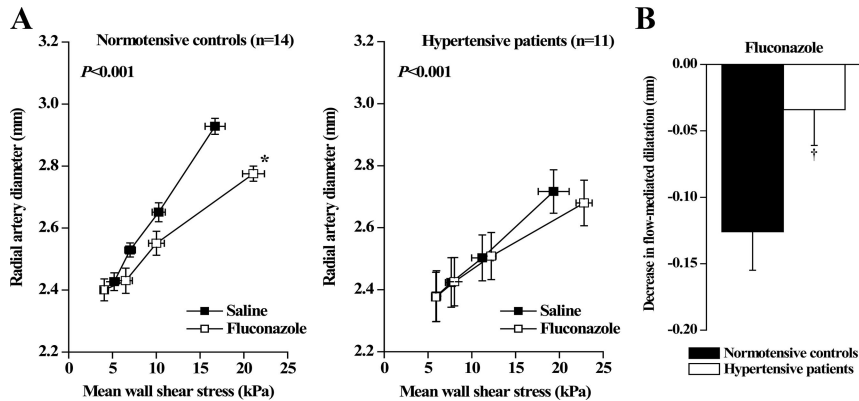 A
Normotensive controls (n=14)
P<0.001
3.2
3.0
2.8
2.6
2.4
2.2
Radial artery diameter (mm)
*
Saline
Fluconazole
0
5
10
15
20
25
Mean wall shear stress (kPa)
Hypertensive patients (n=11)
P<0.001
3.2
3.0
2.8
2.6
2.4
2.2
Radial artery diameter (mm)
Saline
Fluconazole
0
5
10
15
20
25
Mean wall shear stress (kPa)
B
Fluconazole
0.00
-0.05
-0.10
-0.15
-0.20
Decrease in flow-mediated dilatation (mm)
†
Normotensive controls
Hypertensive patients